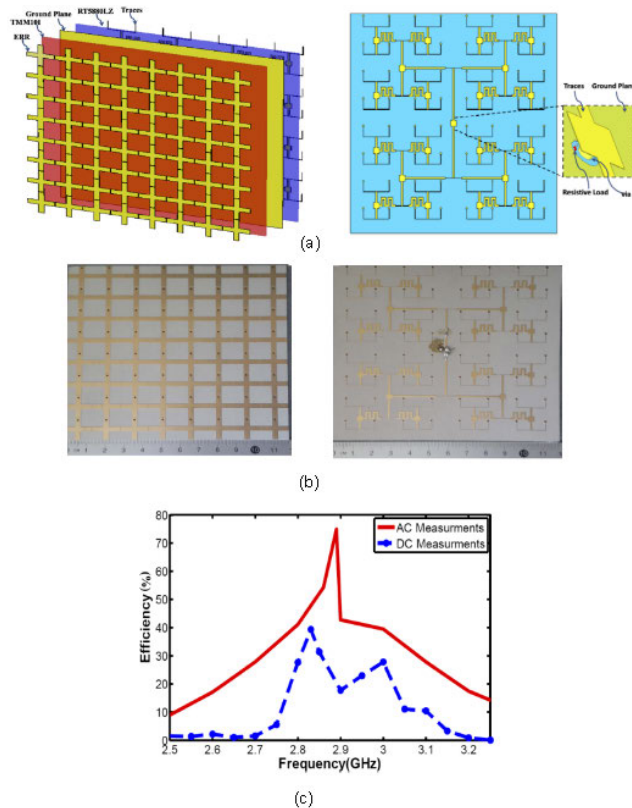 Ground Plane RT5880LZ Traces
TMM10I
ERR
Traces Ground Plan
Resistive Load via
(a)
1 2 3 4 5 6 7 8 9 10 11
1 2 3 4 5 6 7 8 9 10 11
(b)
80
70
60
50
40
30
20
10
0
Efficiency(%)
AC Measurments
DC Measurments
2.5 2.6 2.7 2.8 2.9 3 3.1 3.2
Frequency(GHz)
(c)